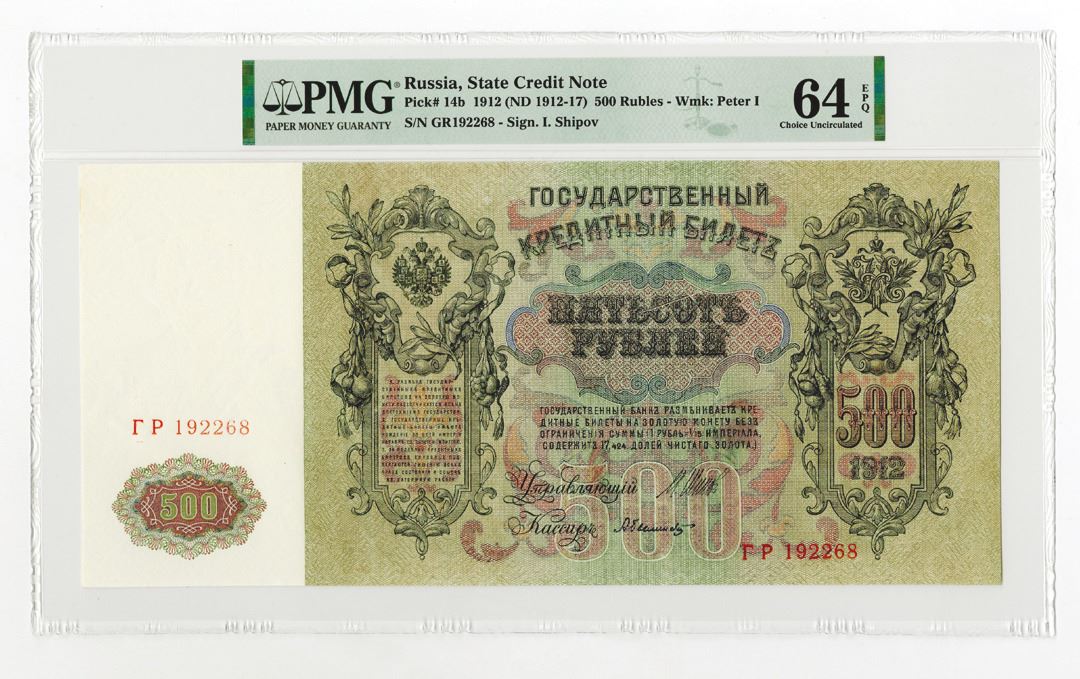 PMG®
PAPER MONEY GUARANTY
Russia, State Credit Note
Pick# 14b 1912 (ND 1912-17) 500 Rubles - Wmk: Peter I
S/N GR192268 - Sign. I. Shipov
64 EPQ
Choice Uncirculated
ГОСУДАРСТВЕННЫЙ
КРЕДИТНЫЙ БИЛЕТЪ
ПЯТЬСОТЪ
РУБЛЕЙ
ГОСУДАРСТВЕННЫЙ БАНКЪ РАЗМѢНИВАЕТЪ КРЕ-
ДИТНЫЕ БИЛЕТЫ НА ЗОЛОТУЮ МОНЕТУ БЕЗЪ
ОГРАНИЧЕНІЯ СУММЫ (1 РУБЛЬ=1/15 ИМПЕРІАЛА,
СОДЕРЖИТЪ 17,424 ДОЛЕЙ ЧИСТАГО ЗОЛОТА.)
500
1912
Управляющій
Кассиръ
500
ГР 192268
ГР 192268
500